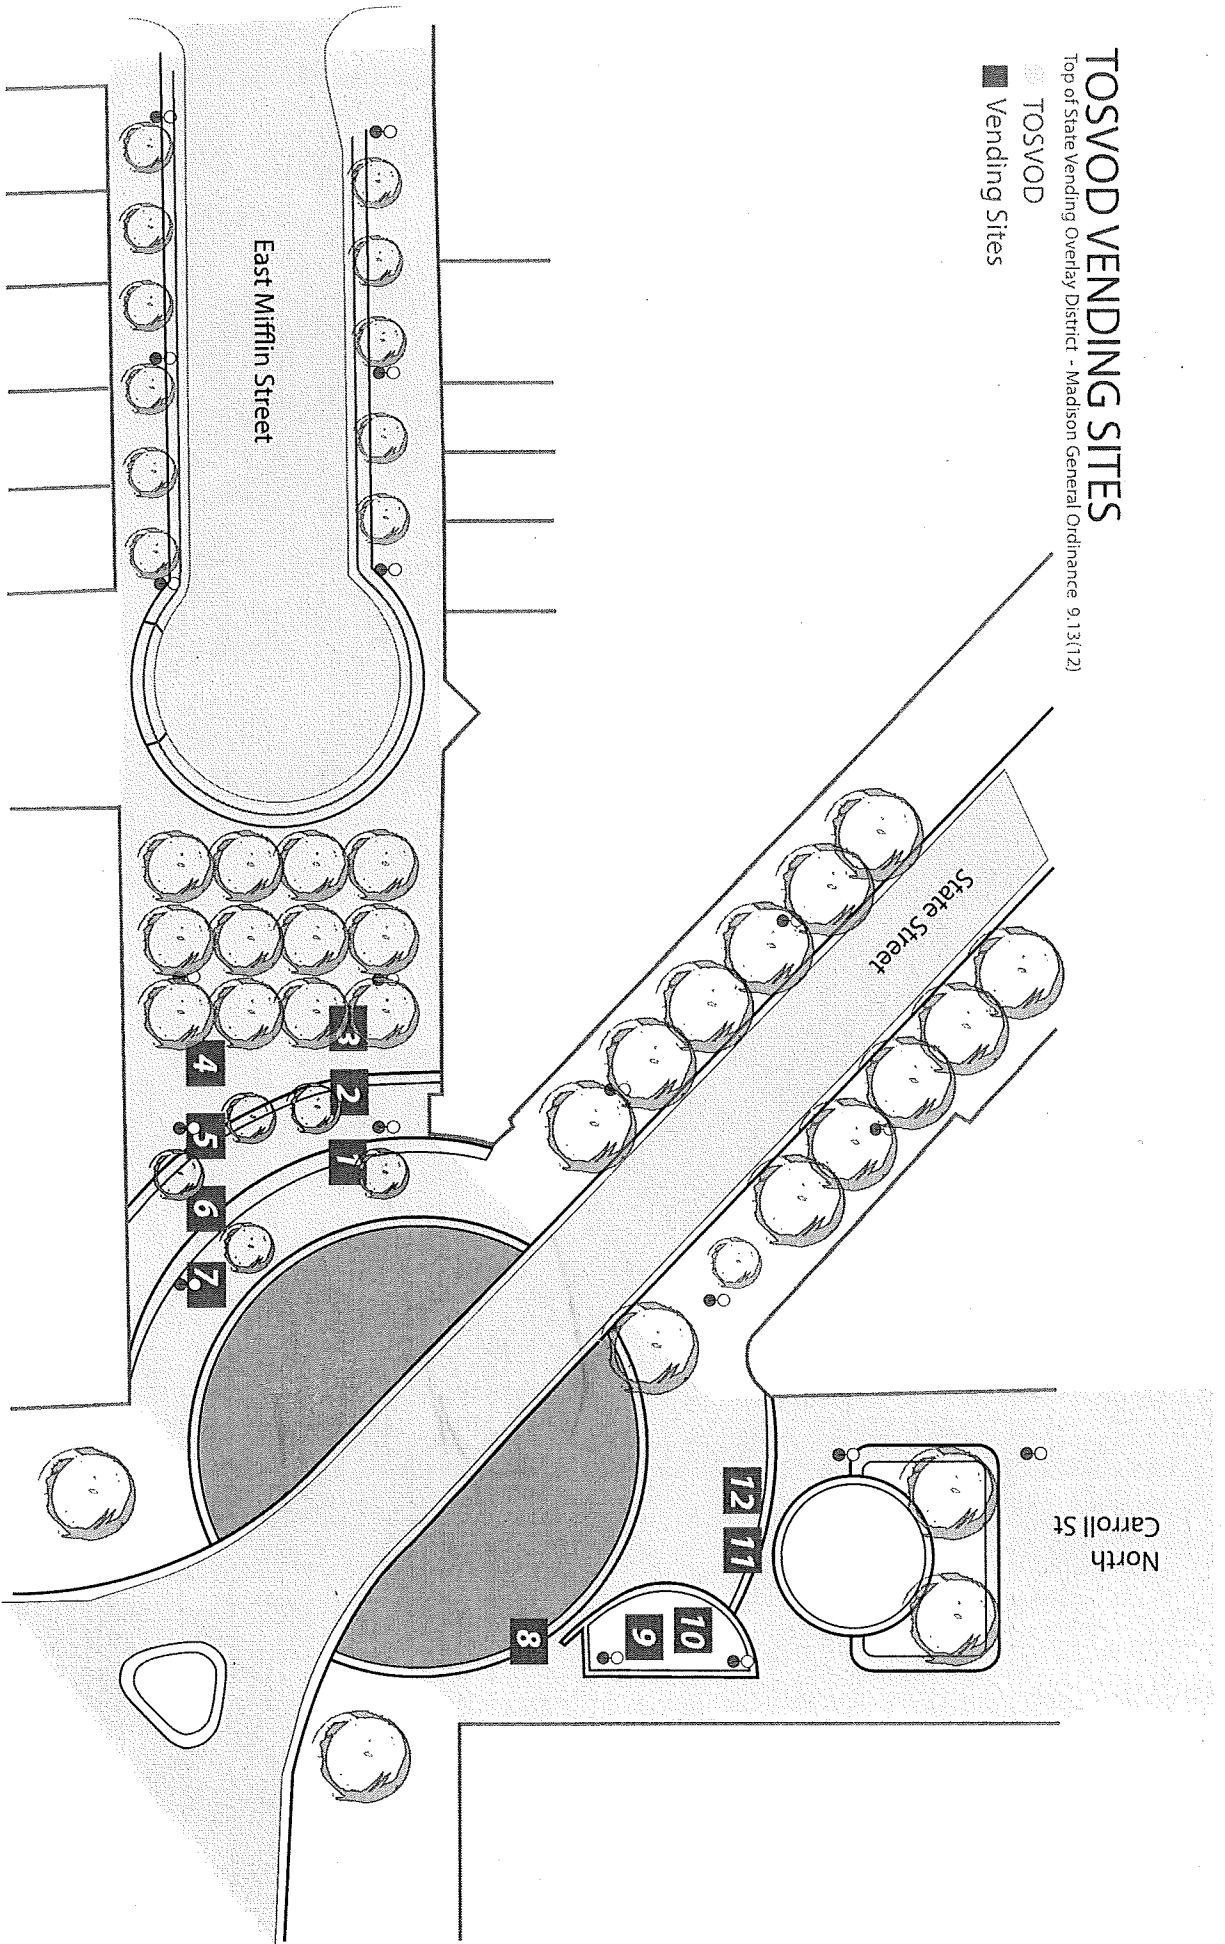 TOSVOD VENDING SITES
Top of State Vending Overlay District - Madison General Ordinance 9.13(12)
TOSVOD
Vending Sites
East Mifflin Street
State Street
North
Carroll St
1
2
3
4
5
6
7
8
9
10
11
12